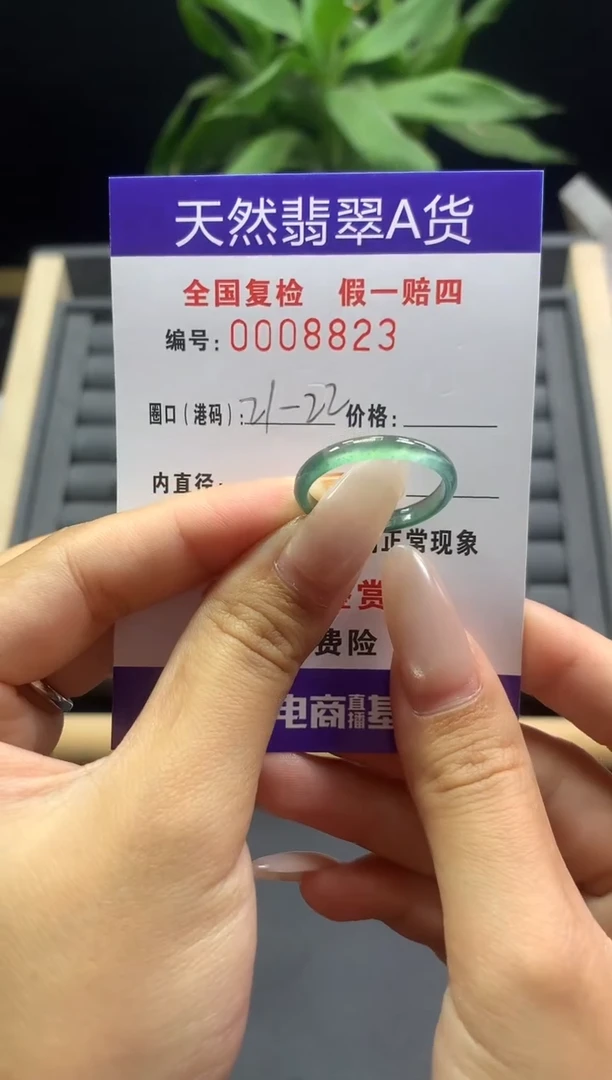 天然翡翠A货
全国复检 假一赔四
编号:0008823
圈口(港码):21-22 价格:
内直径:
正常现象
赏
费险
电商直播基